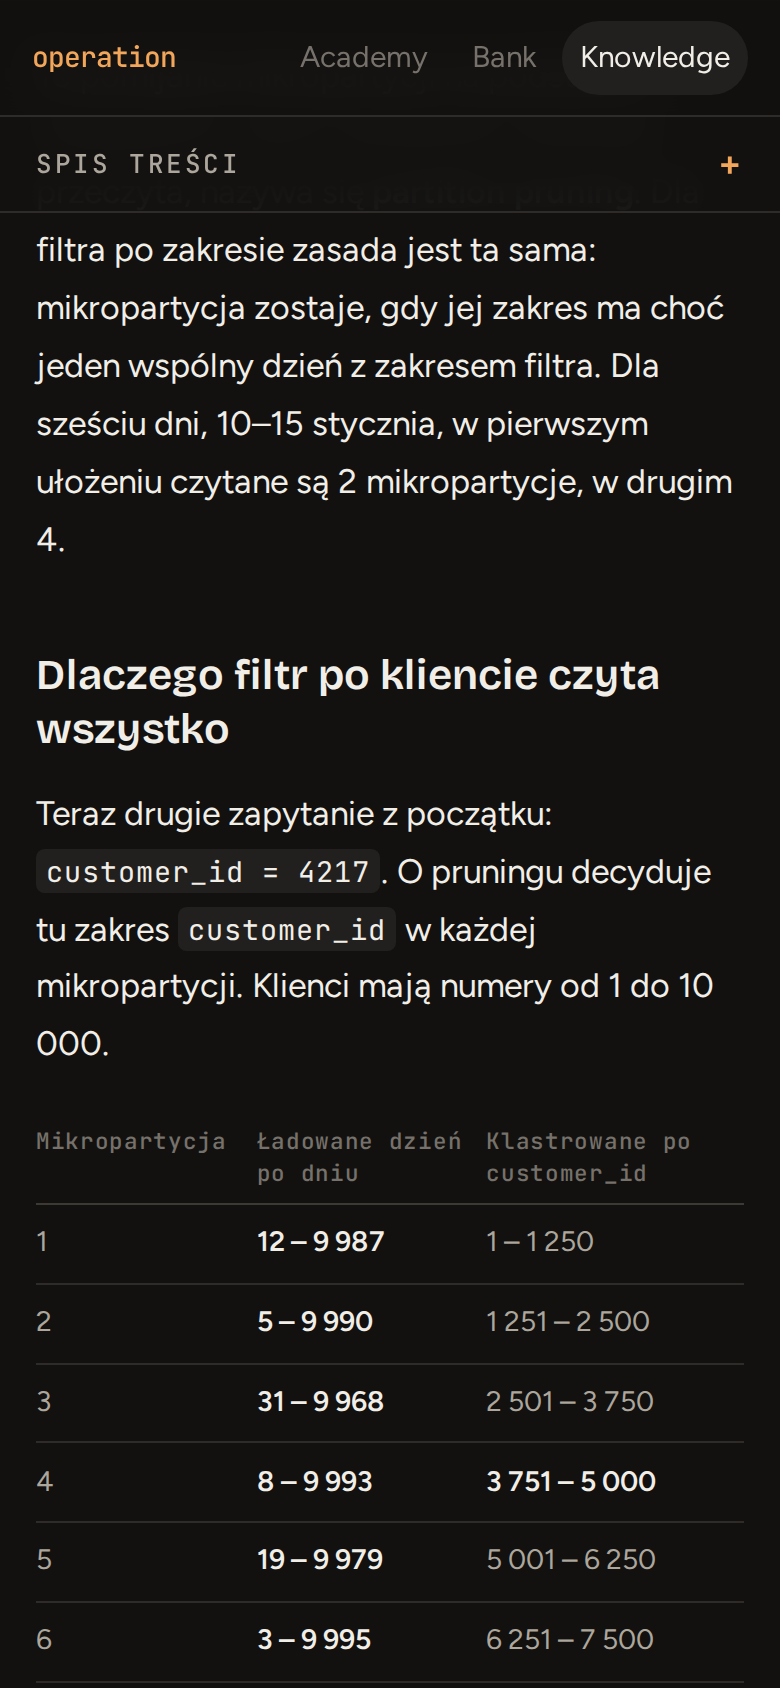 operation
Academy
Bank
Knowledge
SPIS TREŚCI
+
przeczyta, nazywa się partition pruning. Dla
filtra po zakresie zasada jest ta sama:
mikropartycja zostaje, gdy jej zakres ma choć
jeden wspólny dzień z zakresem filtra. Dla
sześciu dni, 10–15 stycznia, w pierwszym
ułożeniu czytane są 2 mikropartycje, w drugim
4.
Dlaczego filtr po kliencie czyta
wszystko
Teraz drugie zapytanie z początku:
customer_id = 4217. O pruningu decyduje
tu zakres customer_id w każdej
mikropartycji. Klienci mają numery od 1 do 10
000.
Mikropartycja Ładowane dzień Klastrowane po
po dniu customer_id
1 12 – 9 987 1 – 1 250
2 5 – 9 990 1 251 – 2 500
3 31 – 9 968 2 501 – 3 750
4 8 – 9 993 3 751 – 5 000
5 19 – 9 979 5 001 – 6 250
6 3 – 9 995 6 251 – 7 500